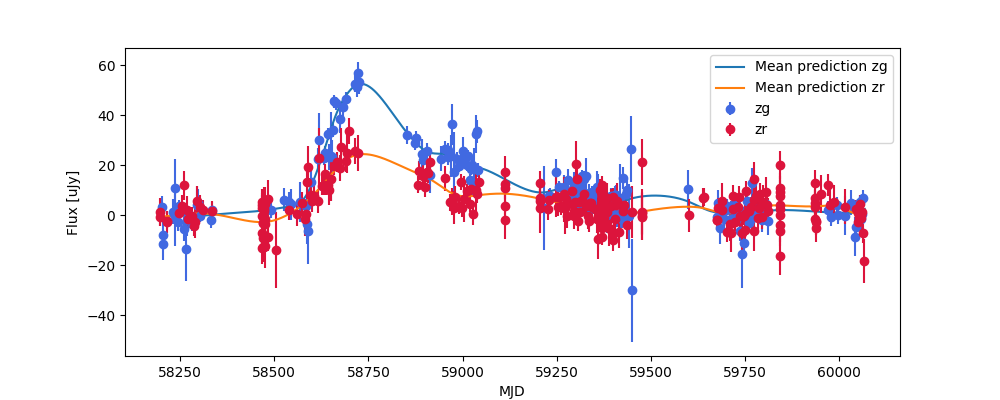 60
40
20
0
−20
−40
Flux [uJy]
58250
58500
58750
59000
59250
59500
59750
60000
MJD
Mean prediction zg
Mean prediction zr
zg
zr